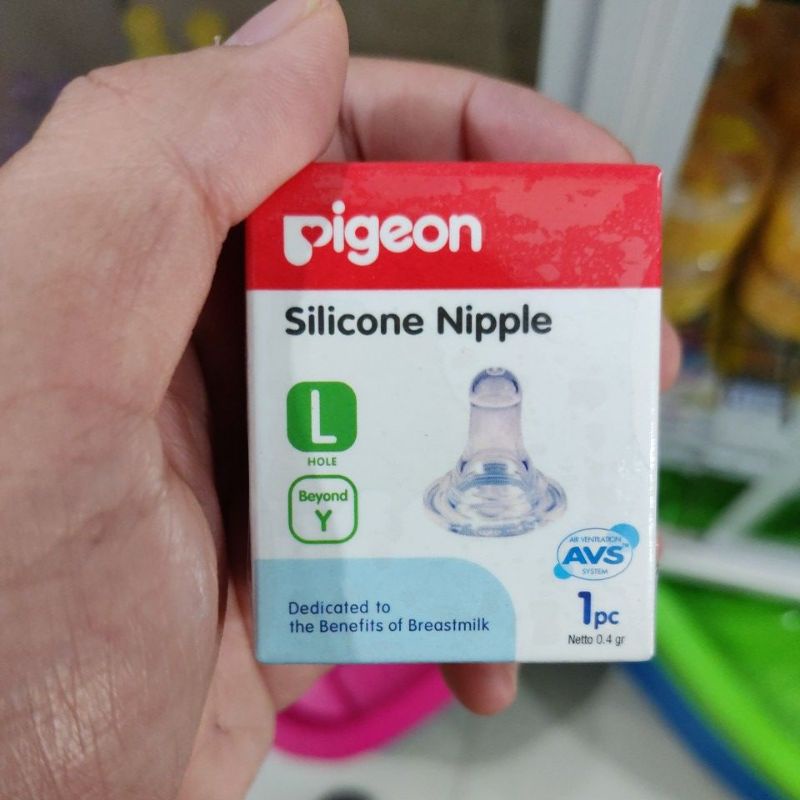 pigeon
Silicone Nipple
L
HOLE
Beyond
Y
AIR VENTILATION
AVS™
SYSTEM
Dedicated to
the Benefits of Breastmilk
1pc
Netto 0.4 gr